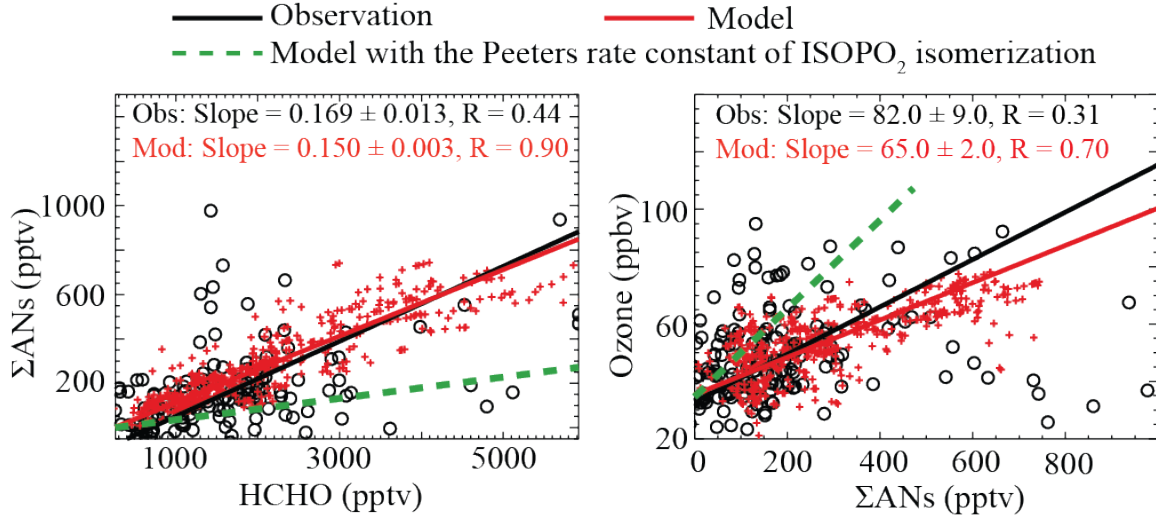 Observation
Model
Model with the Peeters rate constant of ISOPO₂ isomerization
Obs: Slope = 0.169 ± 0.013, R = 0.44
Mod: Slope = 0.150 ± 0.003, R = 0.90
ΣANs (pptv)
1000
600
200
1000
3000
5000
HCHO (pptv)
Obs: Slope = 82.0 ± 9.0, R = 0.31
Mod: Slope = 65.0 ± 2.0, R = 0.70
Ozone (ppbv)
100
60
20
0
200
400
600
800
ΣANs (pptv)